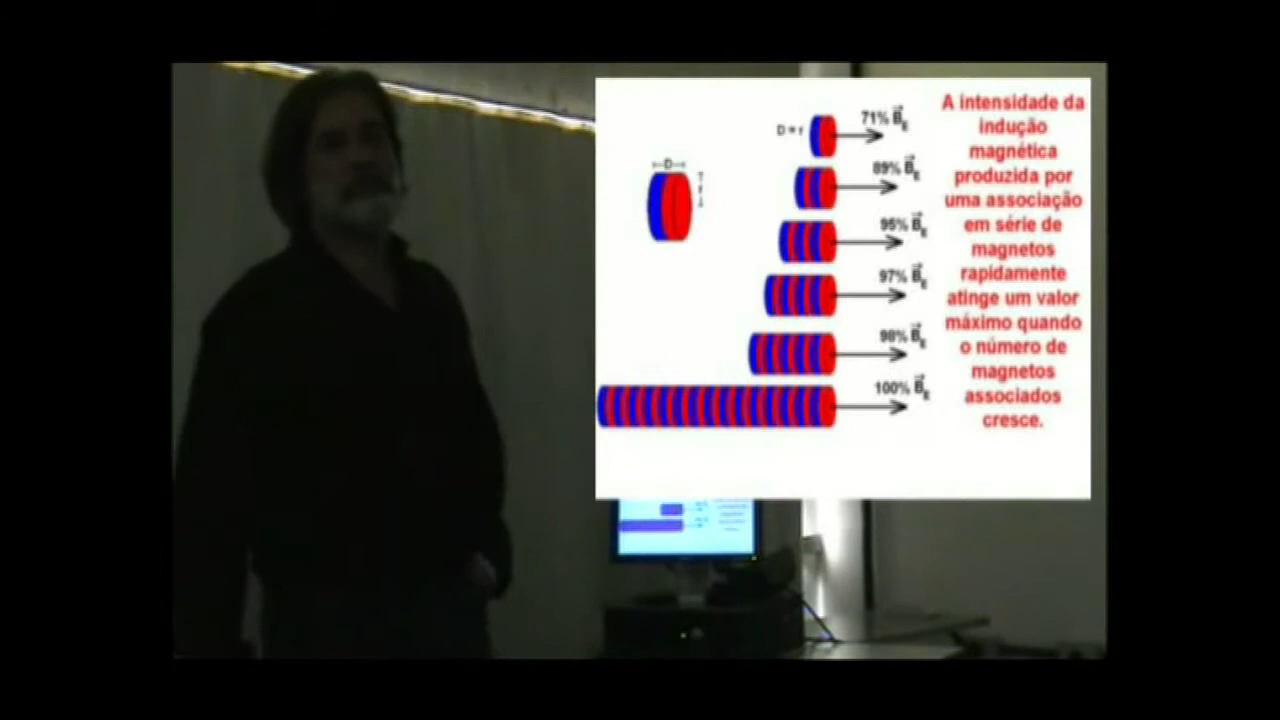 71% B⃗E
D = r
89% B⃗E
D
r
95% B⃗E
97% B⃗E
98% B⃗E
100% B⃗E
A intensidade da
indução
magnética
produzida por
uma associação
em série de
magnetos
rapidamente
atinge um valor
máximo quando
o número de
magnetos
associados
cresce.